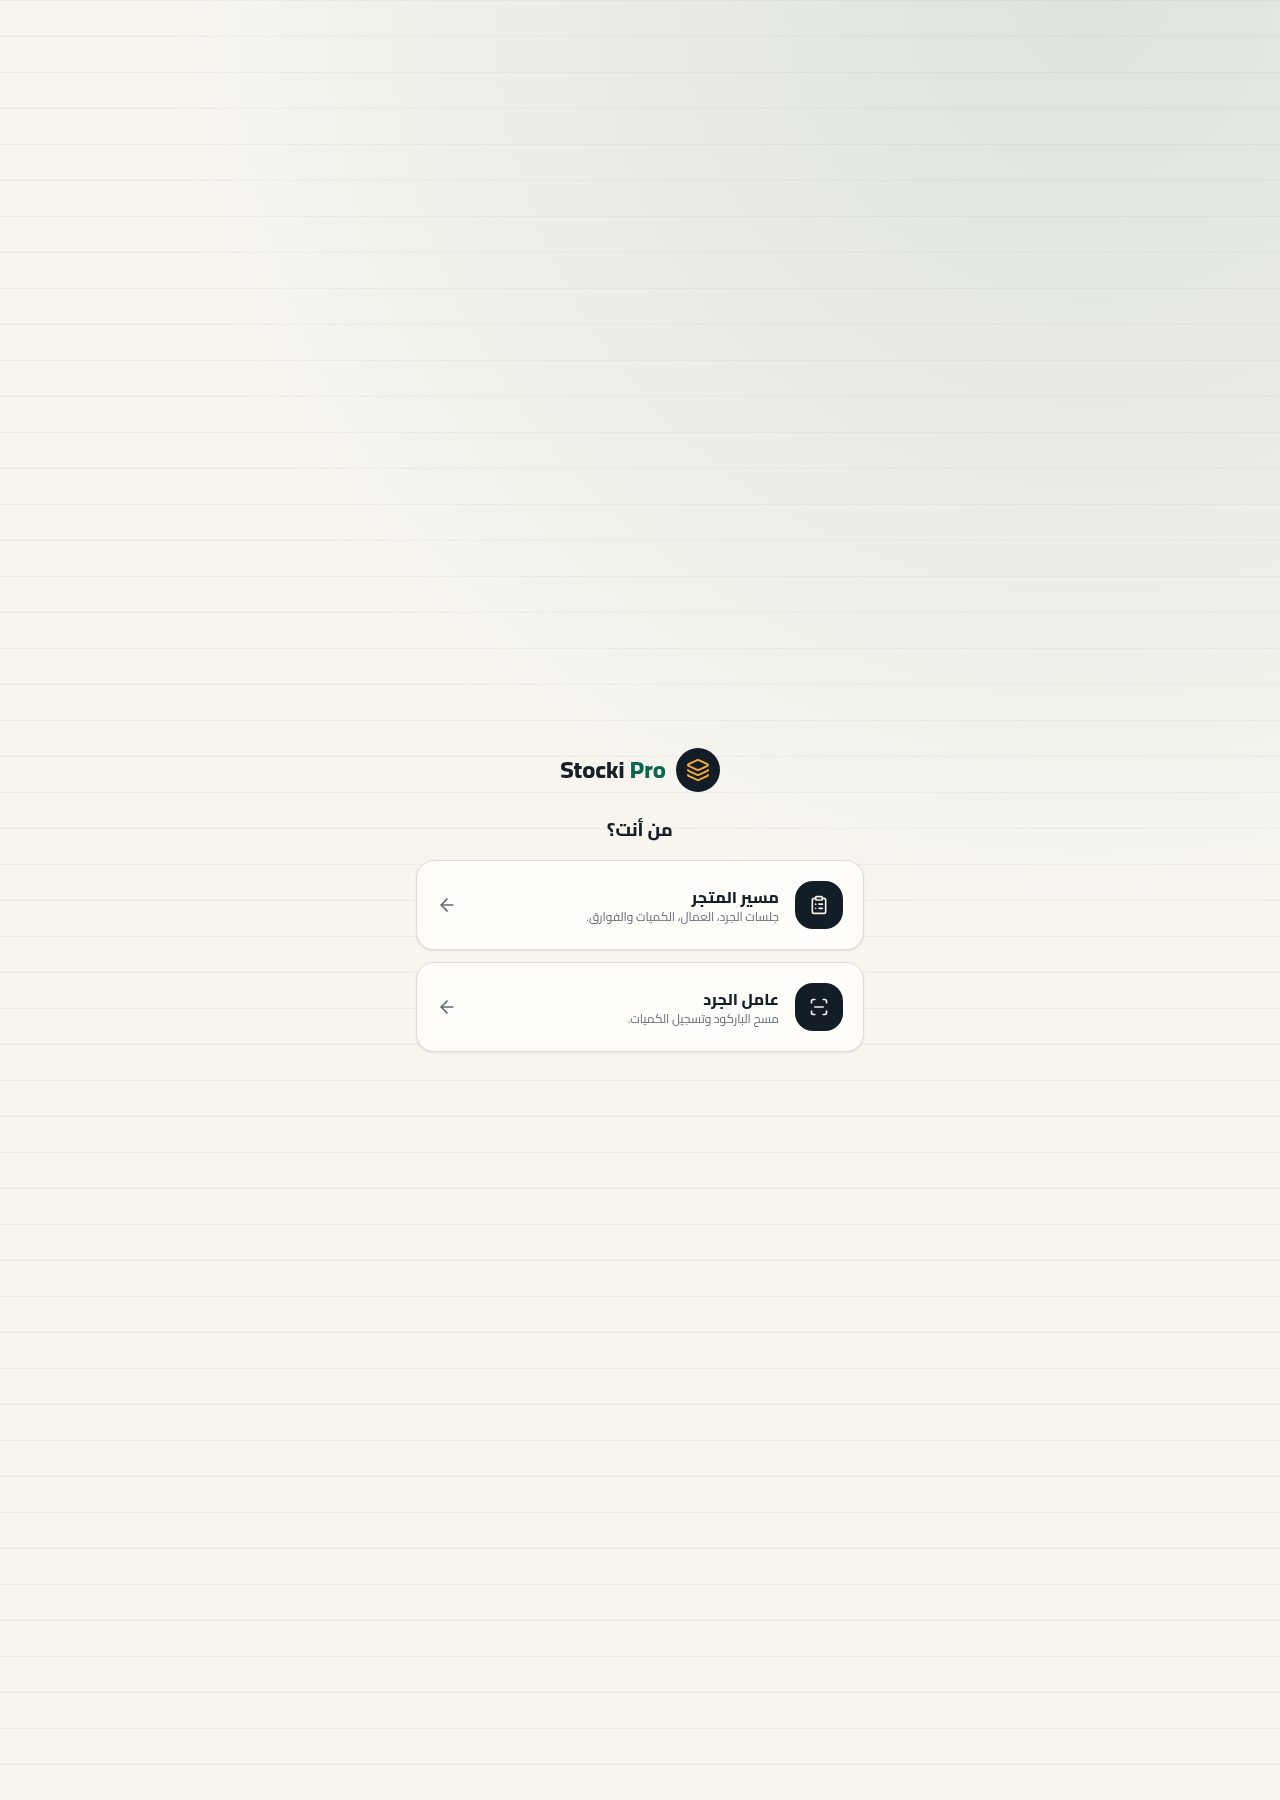 Stocki Pro
من أنت؟
مسير المتجر
جلسات الجرد، العمال، الكميات والفوارق.
عامل الجرد
مسح الباركود وتسجيل الكميات.